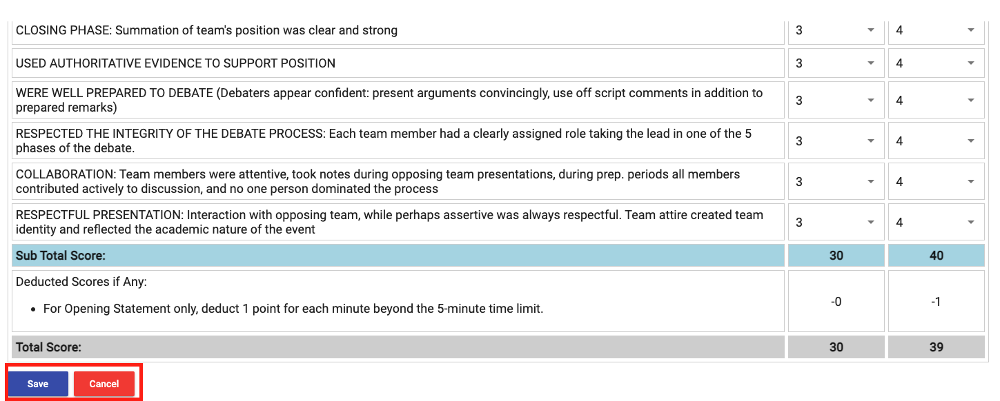 CLOSING PHASE: Summation of team's position was clear and strong 3 4
USED AUTHORITATIVE EVIDENCE TO SUPPORT POSITION 3 4
WERE WELL PREPARED TO DEBATE (Debaters appear confident: present arguments convincingly, use off script comments in addition to
prepared remarks) 3 4
RESPECTED THE INTEGRITY OF THE DEBATE PROCESS: Each team member had a clearly assigned role taking the lead in one of the 5
phases of the debate. 3 4
COLLABORATION: Team members were attentive, took notes during opposing team presentations, during prep. periods all members
contributed actively to discussion, and no one person dominated the process 3 4
RESPECTFUL PRESENTATION: Interaction with opposing team, while perhaps assertive was always respectful. Team attire created team
identity and reflected the academic nature of the event 3 4
Sub Total Score: 30 40
Deducted Scores if Any:
• For Opening Statement only, deduct 1 point for each minute beyond the 5-minute time limit. -0 -1
Total Score: 30 39
Save Cancel